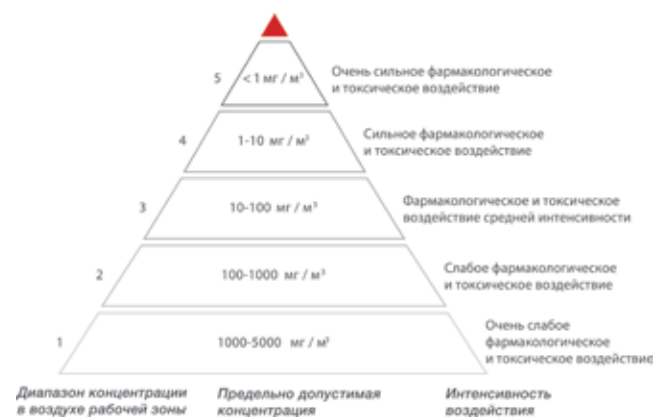 5
< 1 мг / м³
Очень сильное фармакологическое
и токсическое воздействие
4
1-10 мг / м³
Сильное фармакологическое
и токсическое воздействие
3
10-100 мг / м³
Фармакологическое и токсическое
воздействие средней интенсивности
2
100-1000 мг / м³
Слабое фармакологическое
и токсическое воздействие
1
1000-5000 мг / м³
Очень слабое
фармакологическое
и токсическое воздействие
Диапазон концентрации
в воздухе рабочей зоны
Предельно допустимая
концентрация
Интенсивность
воздействия